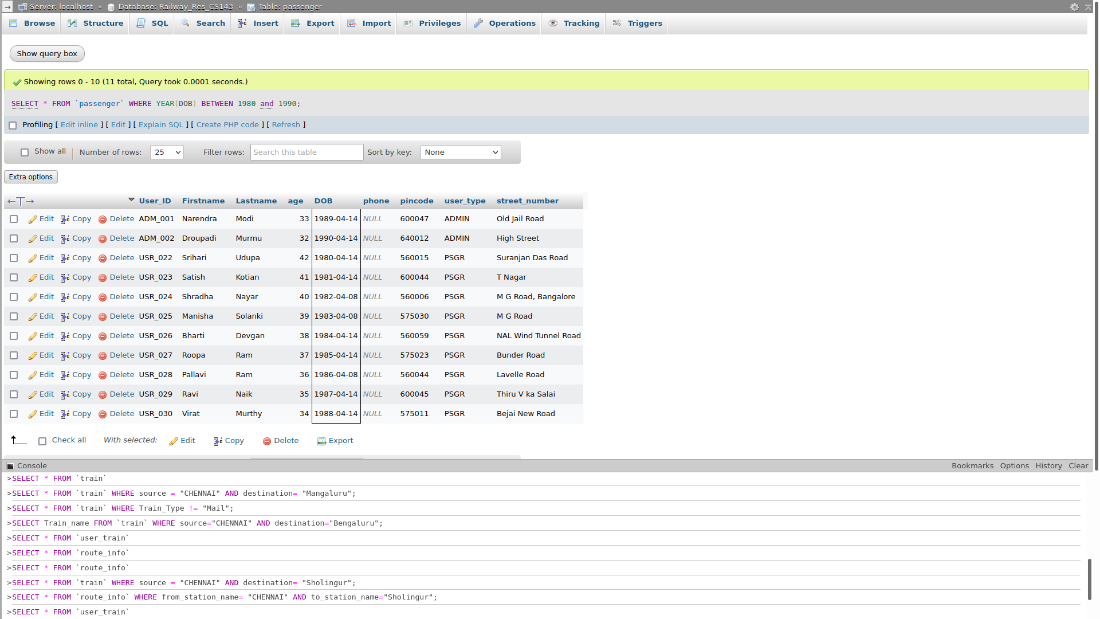 Server: localhost » Database: Railway_Res_CS143 » Table: passenger
Browse Structure SQL Search Insert Export Import Privileges Operations Tracking Triggers
Show query box
Showing rows 0 - 10 (11 total, Query took 0.0001 seconds.)
SELECT * FROM `passenger` WHERE YEAR(DOB) BETWEEN 1980 and 1990;
Profiling [ Edit inline ] [ Edit ] [ Explain SQL ] [ Create PHP code ] [ Refresh ]
Show all Number of rows: 25 Filter rows: Search this table Sort by key: None
Extra options
←T→ User_ID Firstname Lastname age DOB phone pincode user_type street_number
Edit Copy Delete ADM_001 Narendra Modi 33 1989-04-14 NULL 600047 ADMIN Old Jail Road
Edit Copy Delete ADM_002 Droupadi Murmu 32 1990-04-14 NULL 640012 ADMIN High Street
Edit Copy Delete USR_022 Srihari Udupa 42 1980-04-14 NULL 560015 PSGR Suranjan Das Road
Edit Copy Delete USR_023 Satish Kotian 41 1981-04-14 NULL 600044 PSGR T Nagar
Edit Copy Delete USR_024 Shradha Nayar 40 1982-04-08 NULL 560006 PSGR M G Road, Bangalore
Edit Copy Delete USR_025 Manisha Solanki 39 1983-04-08 NULL 575030 PSGR M G Road
Edit Copy Delete USR_026 Bharti Devgan 38 1984-04-14 NULL 560059 PSGR NAL Wind Tunnel Road
Edit Copy Delete USR_027 Roopa Ram 37 1985-04-14 NULL 575023 PSGR Bunder Road
Edit Copy Delete USR_028 Pallavi Ram 36 1986-04-08 NULL 560044 PSGR Lavelle Road
Edit Copy Delete USR_029 Ravi Naik 35 1987-04-14 NULL 600045 PSGR Thiru V ka Salai
Edit Copy Delete USR_030 Virat Murthy 34 1988-04-14 NULL 575011 PSGR Bejai New Road
Check all With selected: Edit Copy Delete Export
Console Bookmarks Options History Clear
>SELECT * FROM `train`
>SELECT * FROM `train` WHERE source = "CHENNAI" AND destination= "Mangaluru";
>SELECT * FROM `train` WHERE Train_Type != "Mail";
>SELECT Train_name FROM `train` WHERE source="CHENNAI" AND destination="Bengaluru";
>SELECT * FROM `user_train`
>SELECT * FROM `route_info`
>SELECT * FROM `route_info`
>SELECT * FROM `train` WHERE source = "CHENNAI" AND destination= "Sholingur";
>SELECT * FROM `route_info` WHERE from_station_name= "CHENNAI" AND to_station_name="Sholingur";
>SELECT * FROM `user_train`